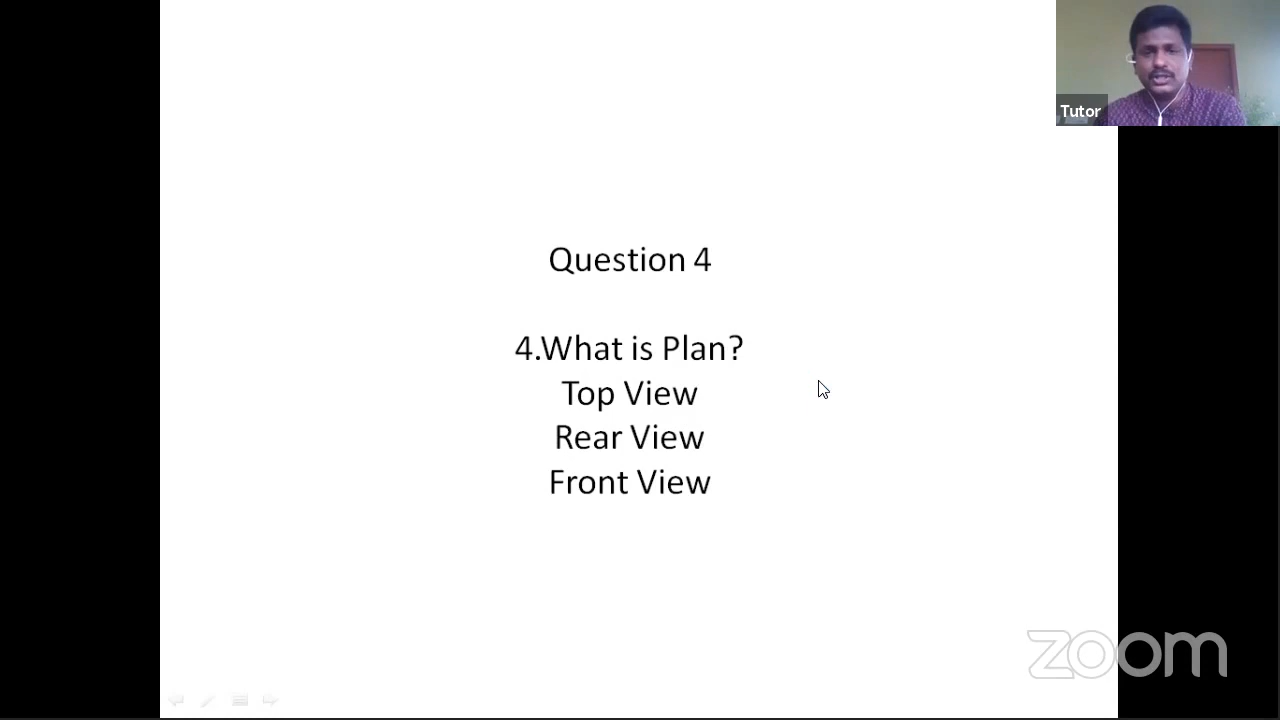 Tutor
Question 4
4.What is Plan?
Top View
Rear View
Front View
zoom